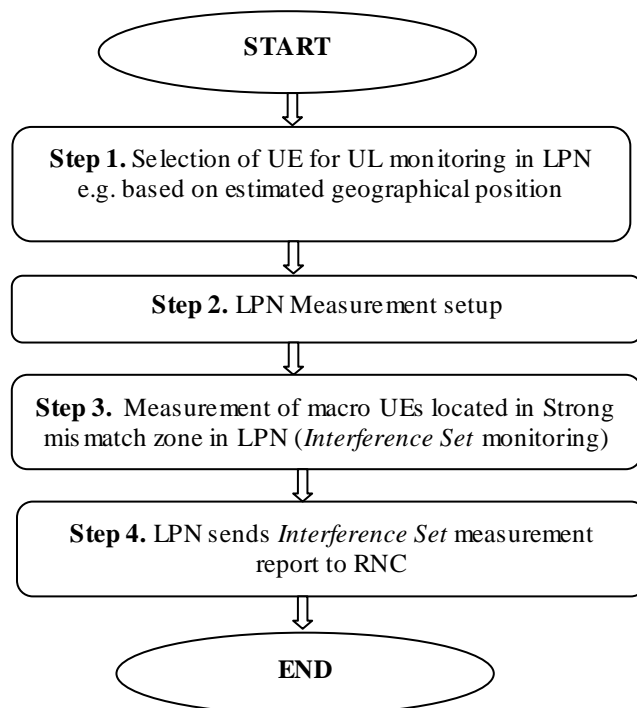 START
Step 1. Selection of UE for UL monitoring in LPN
e.g. based on estimated geographical position
Step 2. LPN Measurement setup
Step 3. Measurement of macro UEs located in Strong
mismatch zone in LPN (Interference Set monitoring)
Step 4. LPN sends Interference Set measurement
report to RNC
END